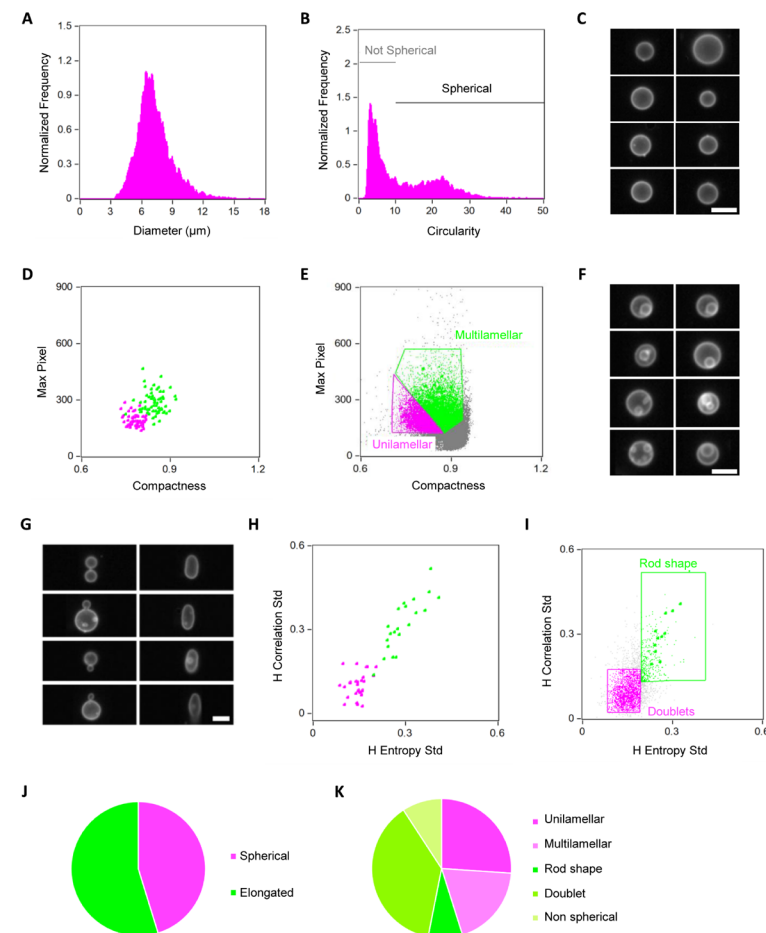 A
Normalized Frequency
1.5
1.2
0.9
0.6
0.3
0
0 3 6 9 12 15 18
Diameter (µm)
B
Normalized Frequency
2.5
2
1.5
1
0.5
0
Not Spherical
Spherical
0 10 20 30 40 50
Circularity
C
D
Max Pixel
900
600
300
0
0.6 0.9 1.2
Compactness
E
Max Pixel
900
600
300
0
Multilamellar
Unilamellar
0.6 0.9 1.2
Compactness
F
G
H
H Correlation Std
0.6
0.3
0
0 0.3 0.6
H Entropy Std
I
H Correlation Std
0.6
0.3
0
Rod shape
Doublets
0 0.3 0.6
H Entropy Std
J
Spherical
Elongated
K
Unilamellar
Multilamellar
Rod shape
Doublet
Non spherical